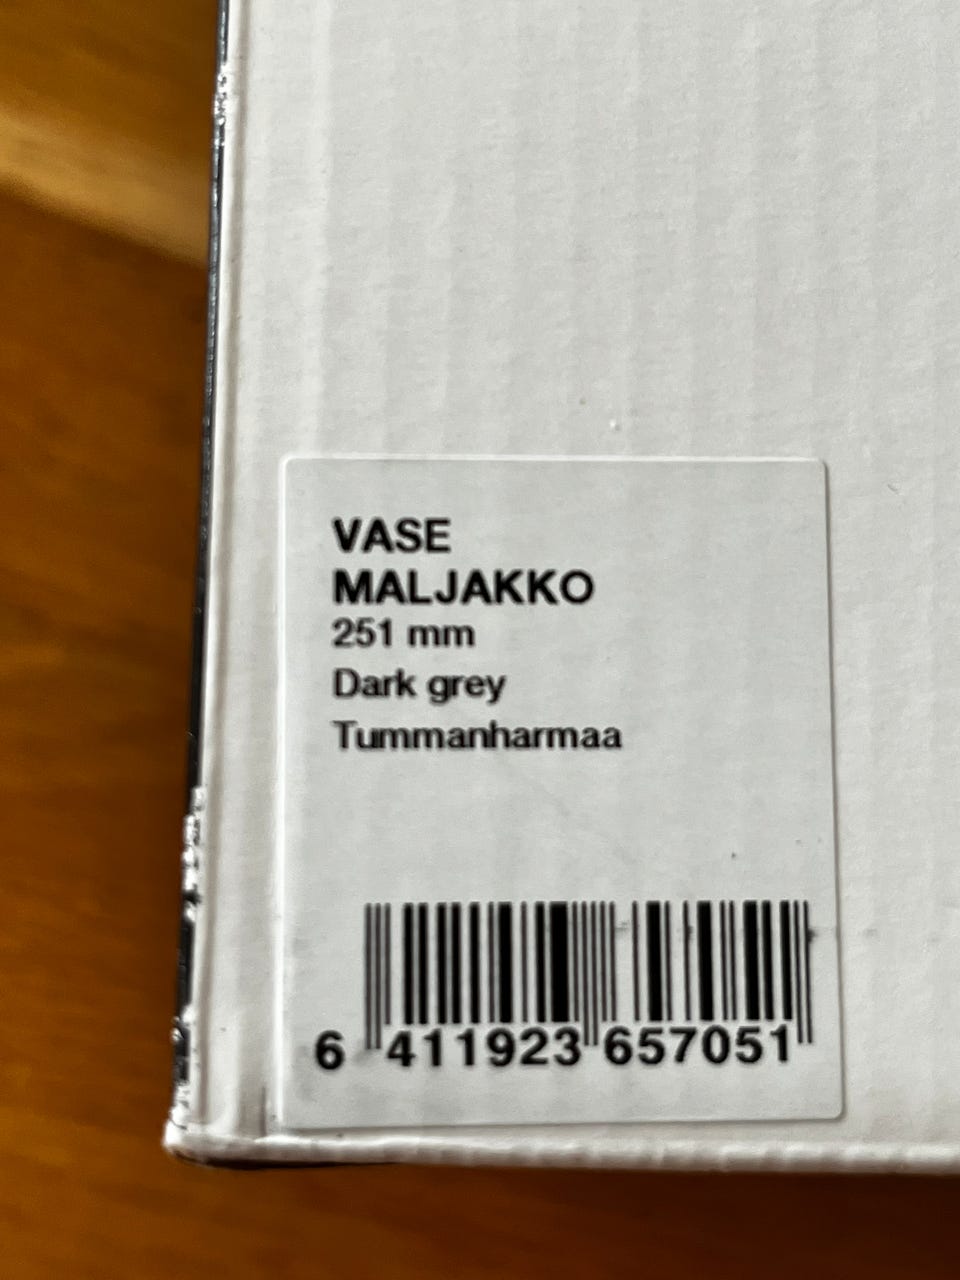 VASE
MALJAKKO
251 mm
Dark grey
Tummanharmaa
6 411923 657051